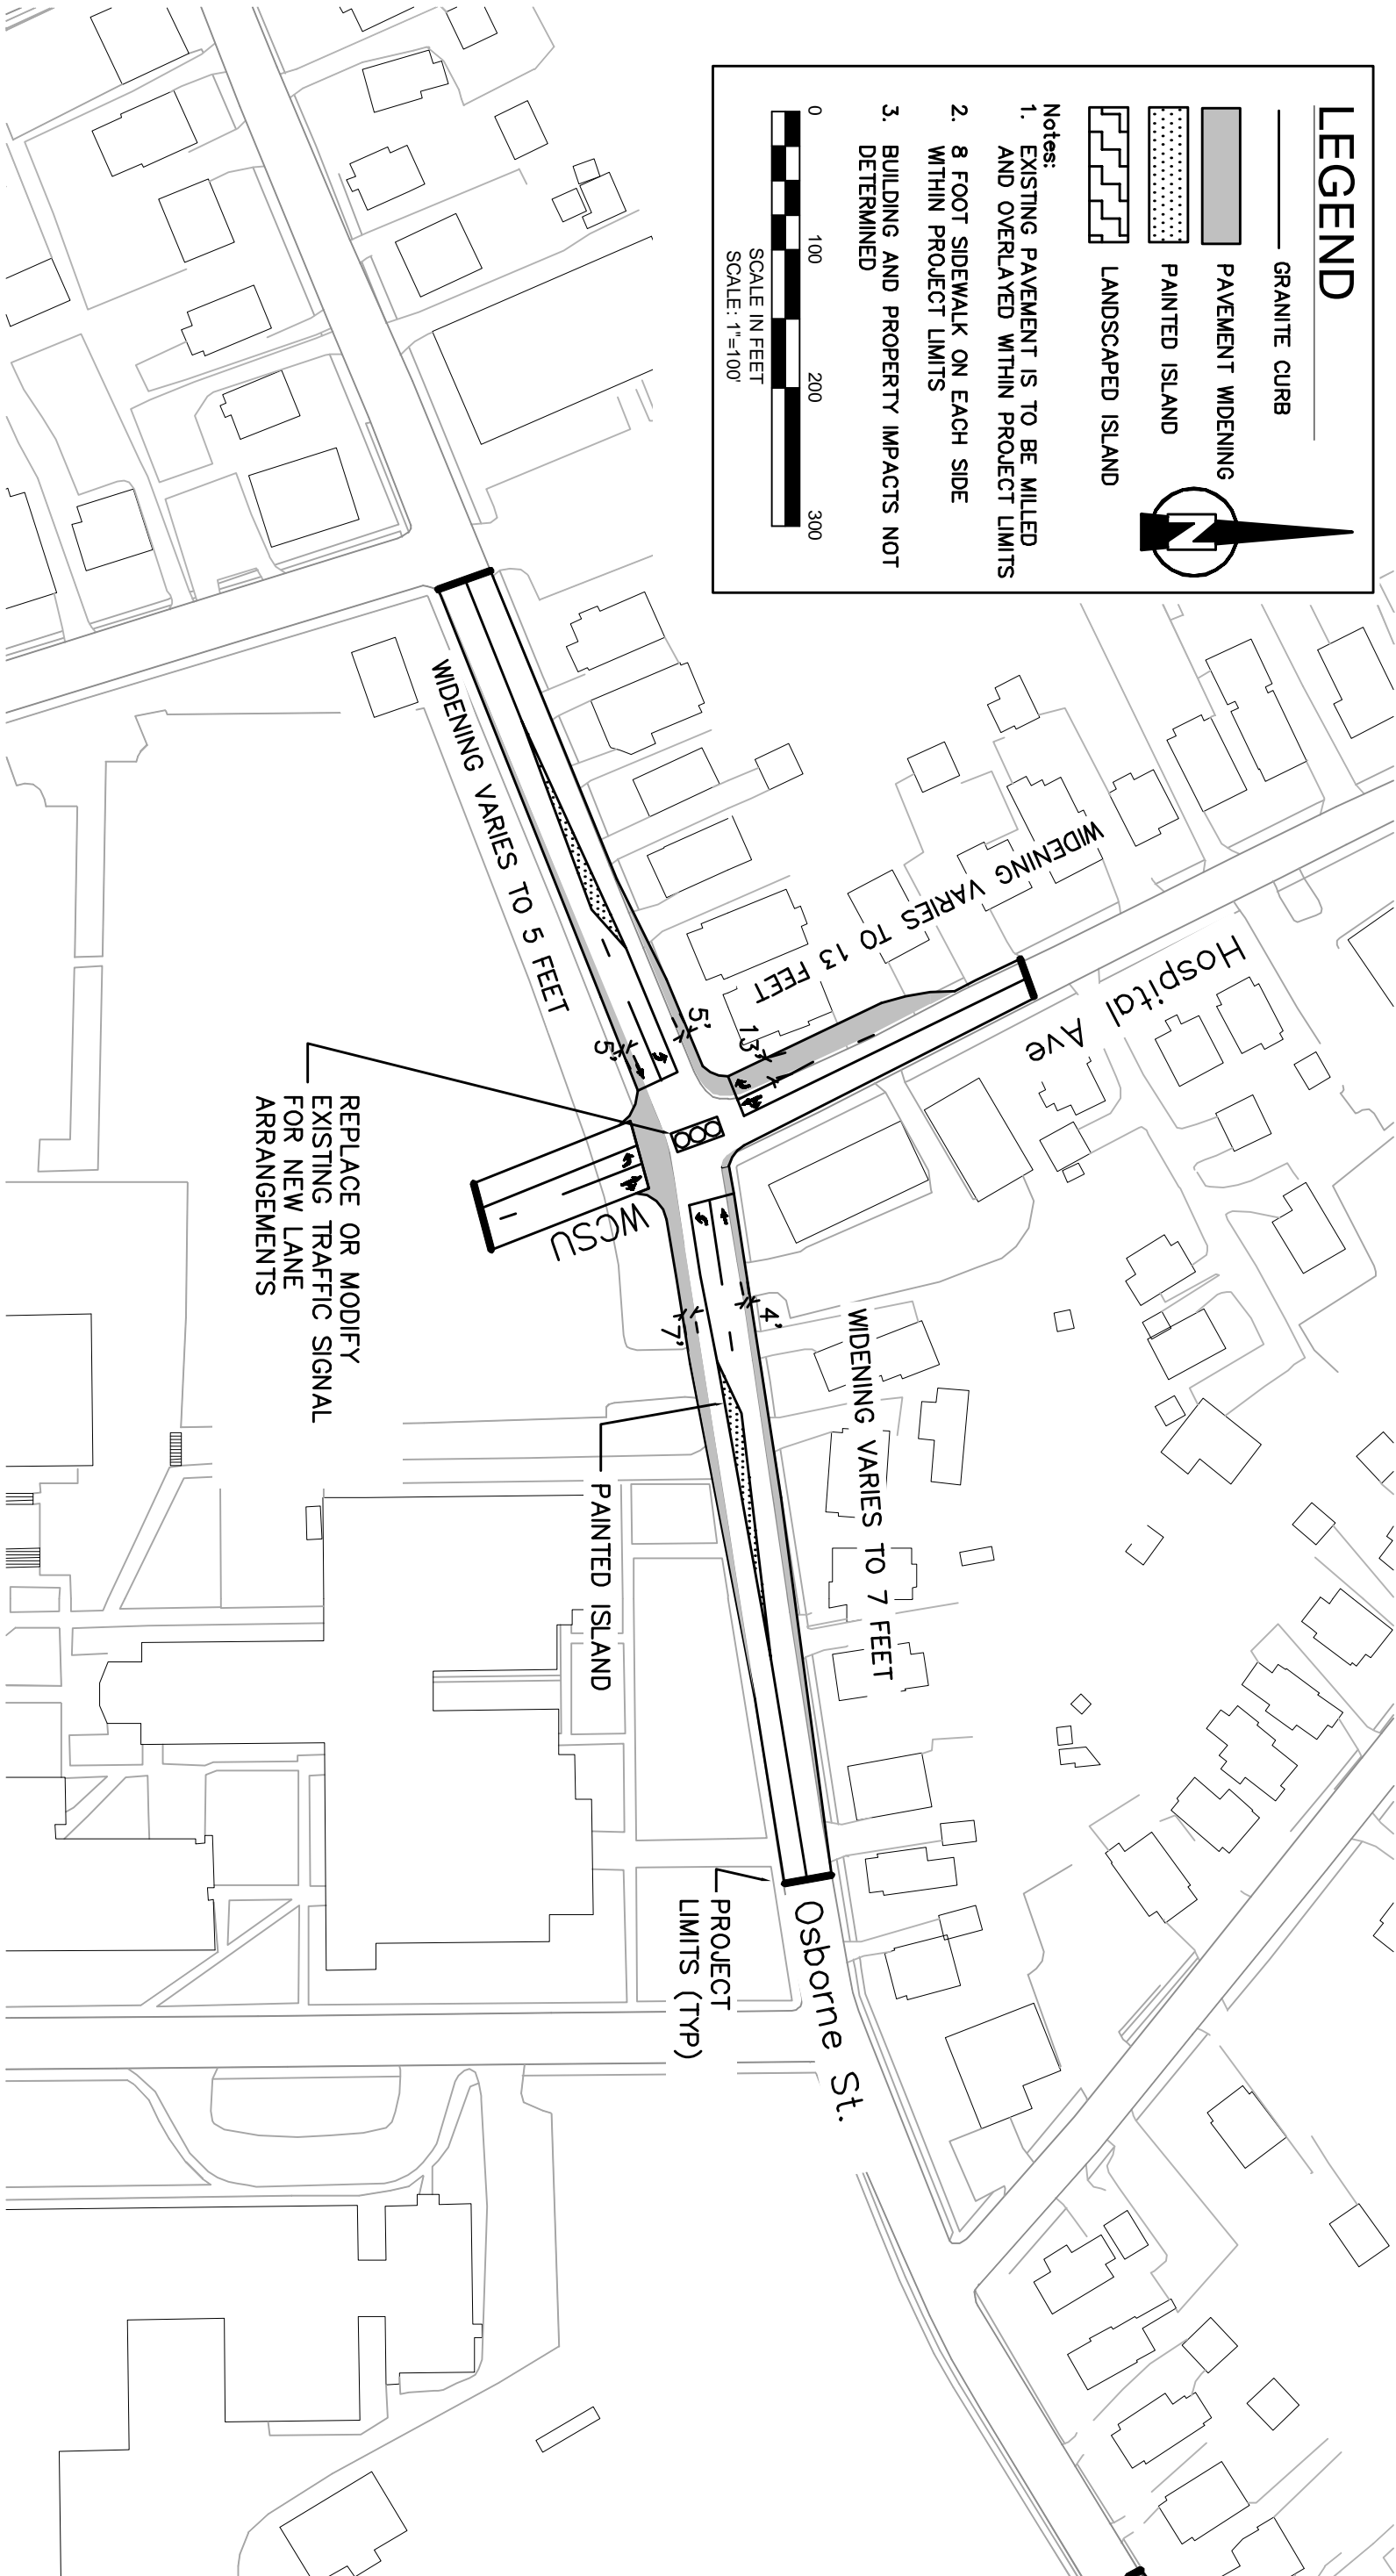 LEGEND
GRANITE CURB
PAVEMENT WIDENING
PAINTED ISLAND
LANDSCAPED ISLAND
N
Notes:
1. EXISTING PAVEMENT IS TO BE MILLED
AND OVERLAYED WITHIN PROJECT LIMITS
2. 8 FOOT SIDEWALK ON EACH SIDE
WITHIN PROJECT LIMITS
3. BUILDING AND PROPERTY IMPACTS NOT
DETERMINED
0 100 200 300
SCALE IN FEET
SCALE: 1"=100'
WIDENING VARIES TO 13 FEET
Hospital Ave
WIDENING VARIES TO 5 FEET
5'
13'
5'
WCSU
4'
7'
WIDENING VARIES TO 7 FEET
REPLACE OR MODIFY
EXISTING TRAFFIC SIGNAL
FOR NEW LANE
ARRANGEMENTS
PAINTED ISLAND
PROJECT
LIMITS (TYP)
Osborne St.